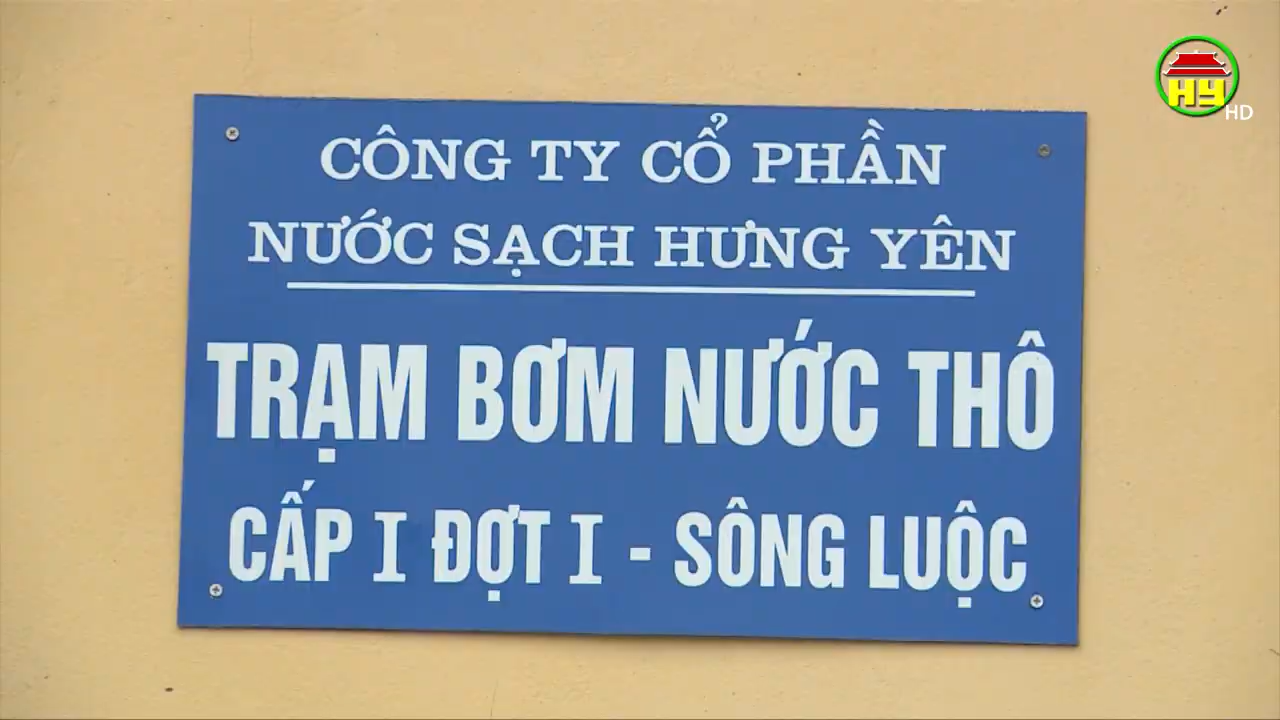 HY
HD
CÔNG TY CỔ PHẦN
NƯỚC SẠCH HƯNG YÊN
TRẠM BƠM NƯỚC THÔ
CẤP I ĐỢT I - SÔNG LUỘC